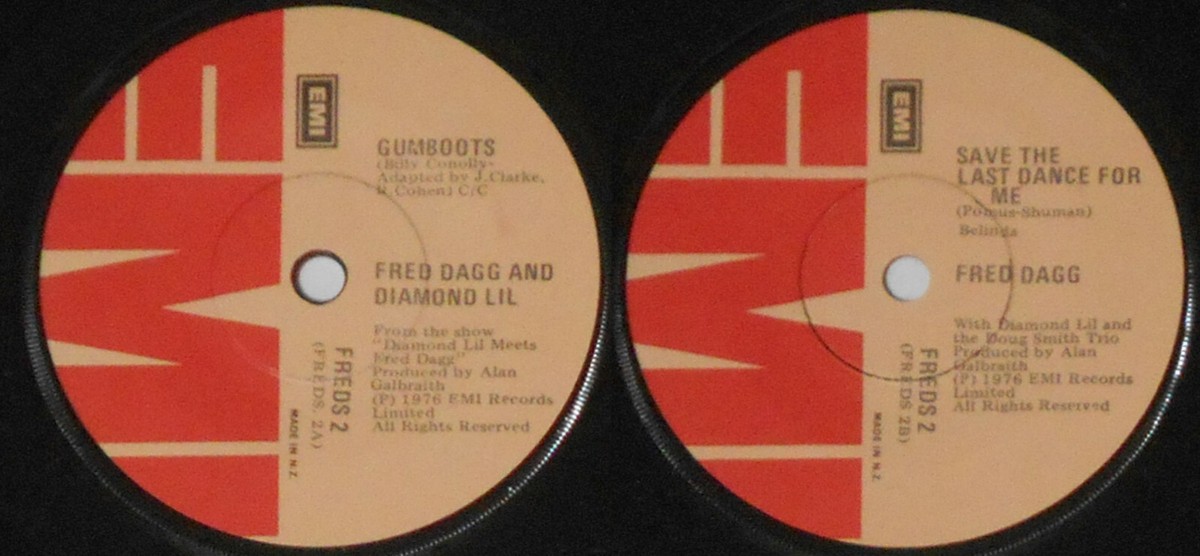 EMI
GUMBOOTS
(Billy Conolly-
Adapted by J.Clarke,
R.Cohen) C/C
FRED DAGG AND
DIAMOND LIL
From the show
"Diamond Lil Meets
Fred Dagg"
Produced by Alan
Galbraith
(P) 1976 EMI Records
Limited
All Rights Reserved
FREDS 2
(FREDS. 2A)
MADE IN N.Z.
EMI
SAVE THE
LAST DANCE FOR
ME
(Pomus-Shuman)
Belinda
FRED DAGG
With Diamond Lil and
the Doug Smith Trio
Produced by Alan
Galbraith
(P) 1976 EMI Records
Limited
All Rights Reserved
FREDS 2
(FREDS 2B)
MADE IN N.Z.